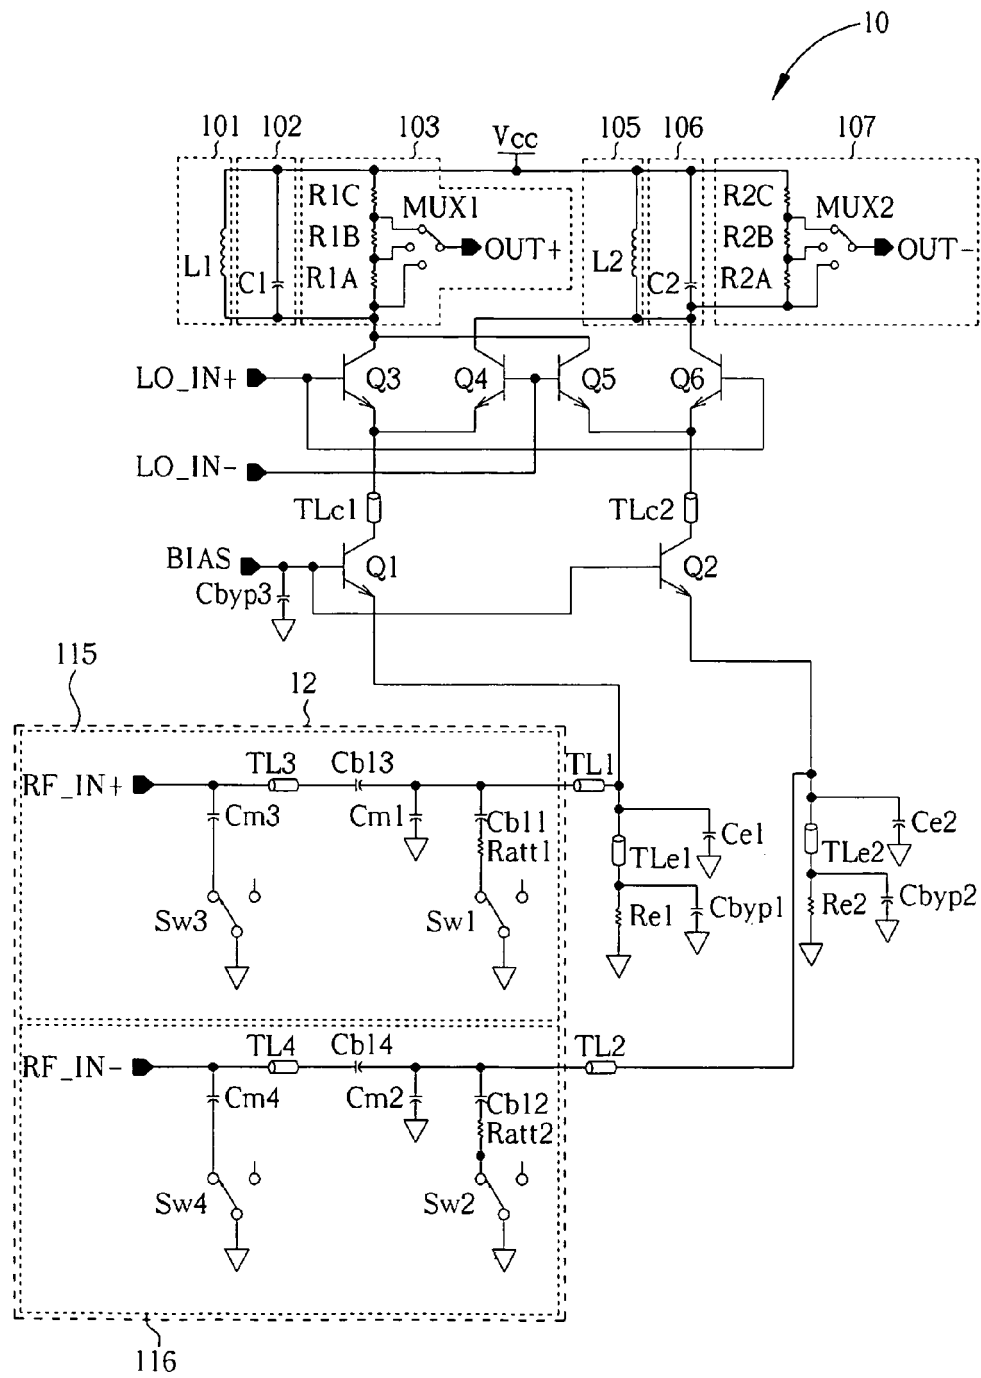 10
101 102 103 Vcc 105 106 107
R1C MUX1 R2C MUX2
R1B OUT+ R2B OUT-
L1 C1 R1A L2 C2 R2A
LO_IN+ Q3 Q4 Q5 Q6
LO_IN-
TLc1 TLc2
BIAS Q1 Q2
Cbyp3
115 12
RF_IN+ TL3 Cb13 TL1
Cm3 Cm1 Cb11 Ce1 Ce2
Ratt1 TLe1 TLe2
Sw3 Sw1 Re1 Cbyp1 Re2 Cbyp2
RF_IN- TL4 Cb14 TL2
Cm4 Cm2 Cb12
Ratt2
Sw4 Sw2
116